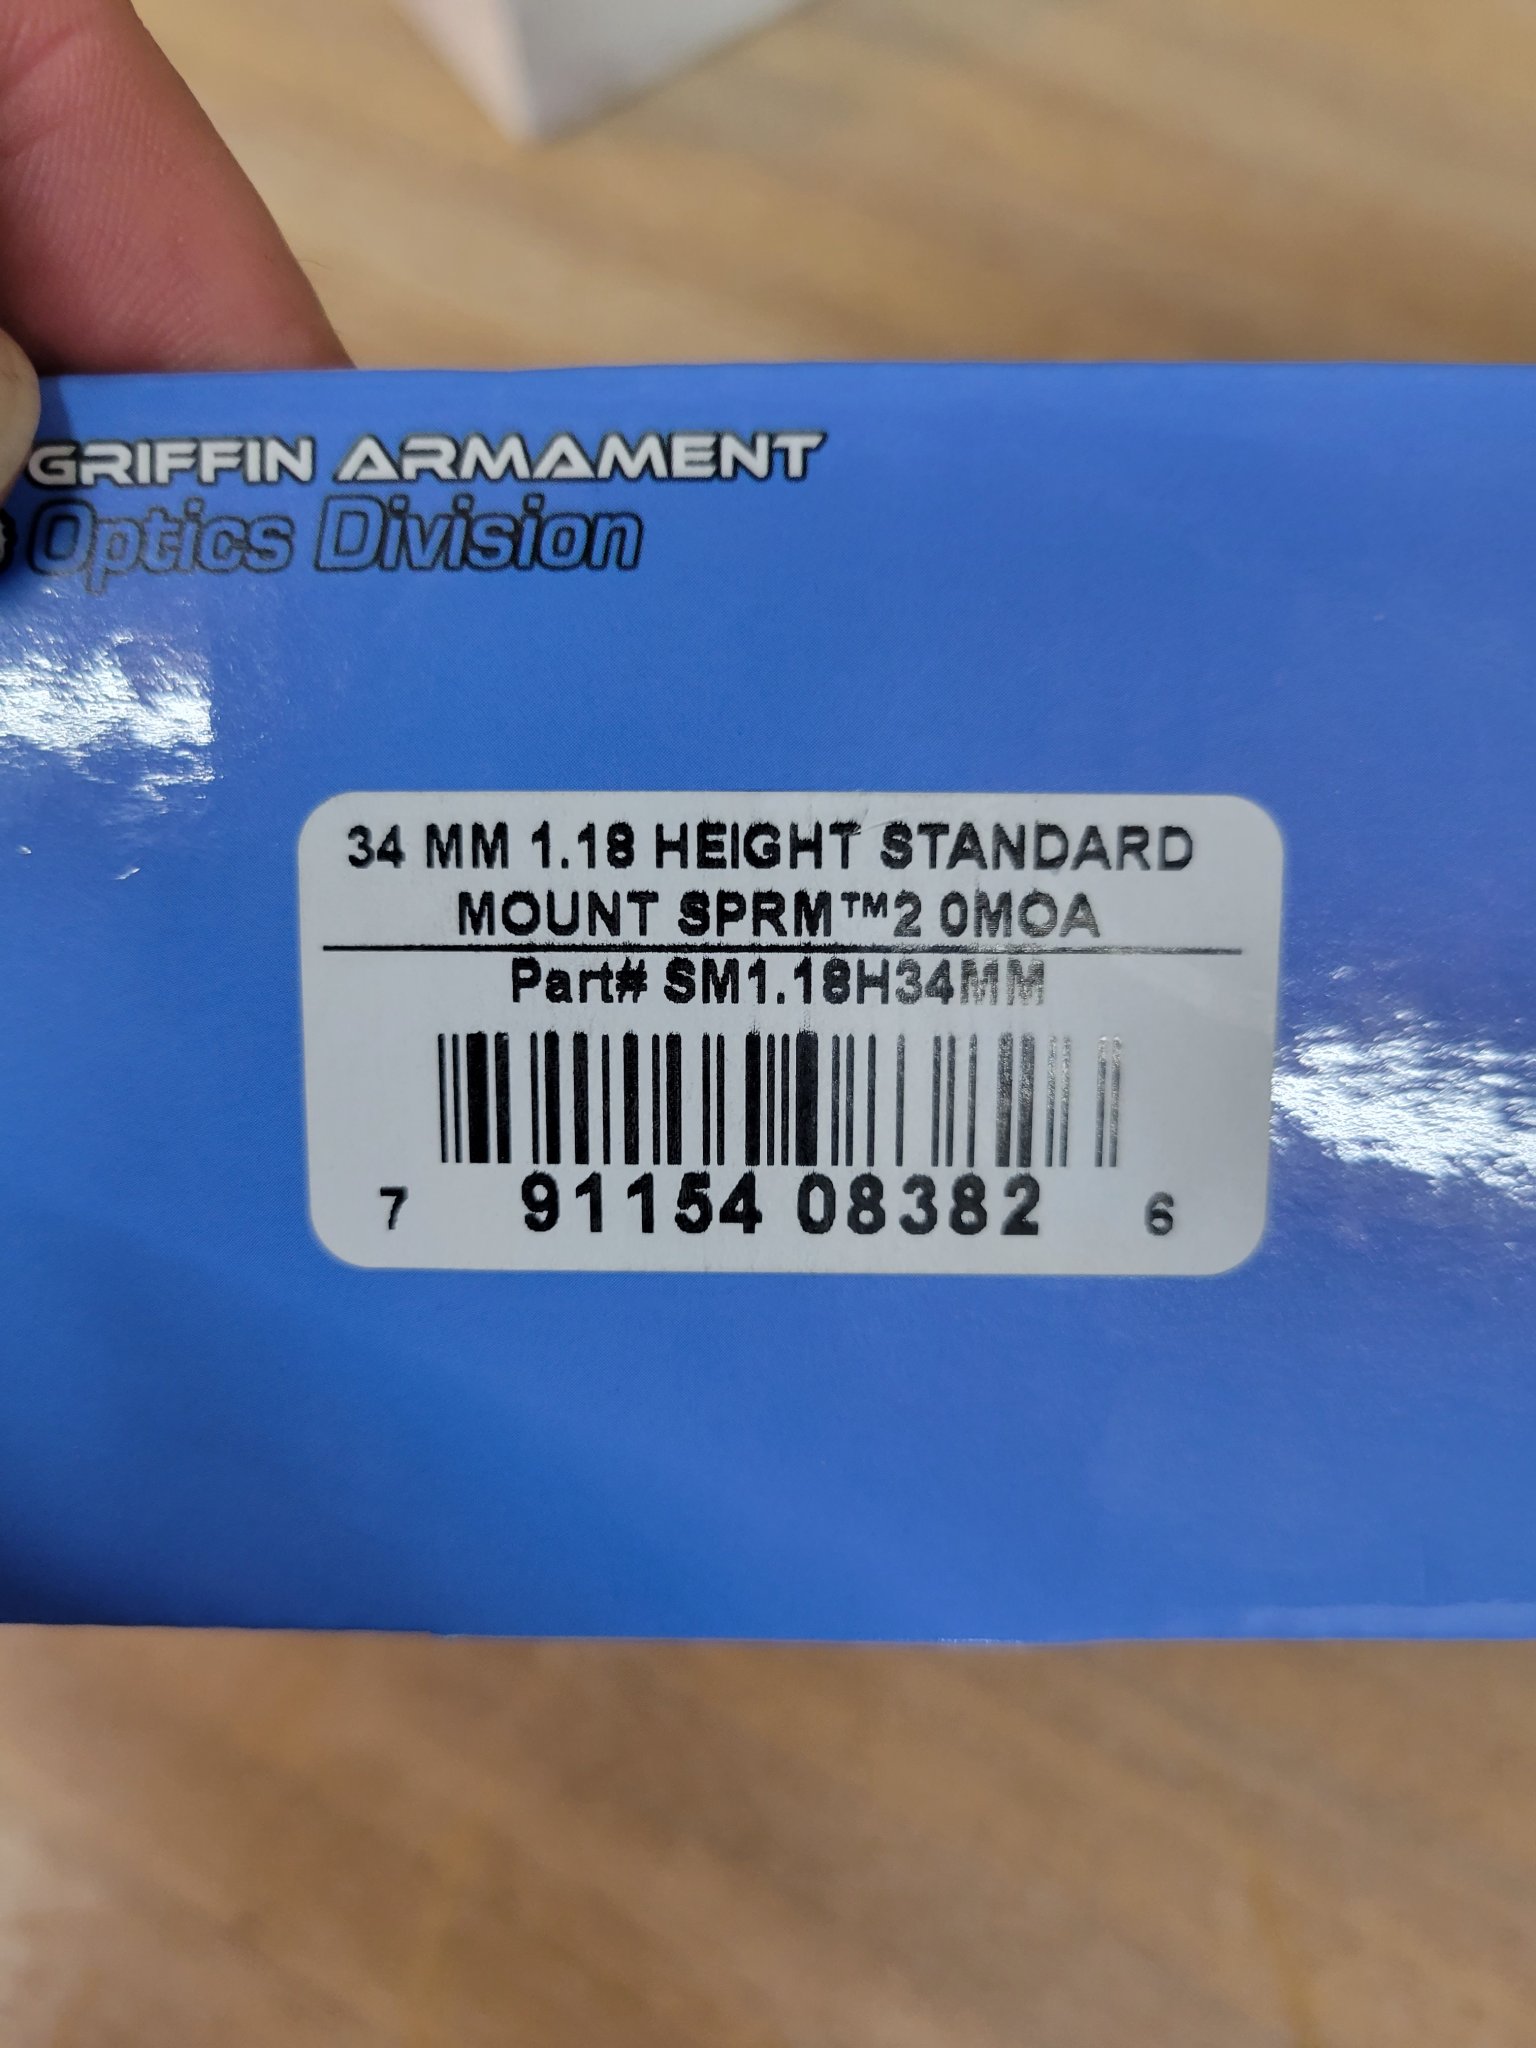 GRIFFIN ARMAMENT
Optics Division
34 MM 1.18 HEIGHT STANDARD
MOUNT SPRM™2 0MOA
Part# SM1.18H34MM
7 91154 08382 6